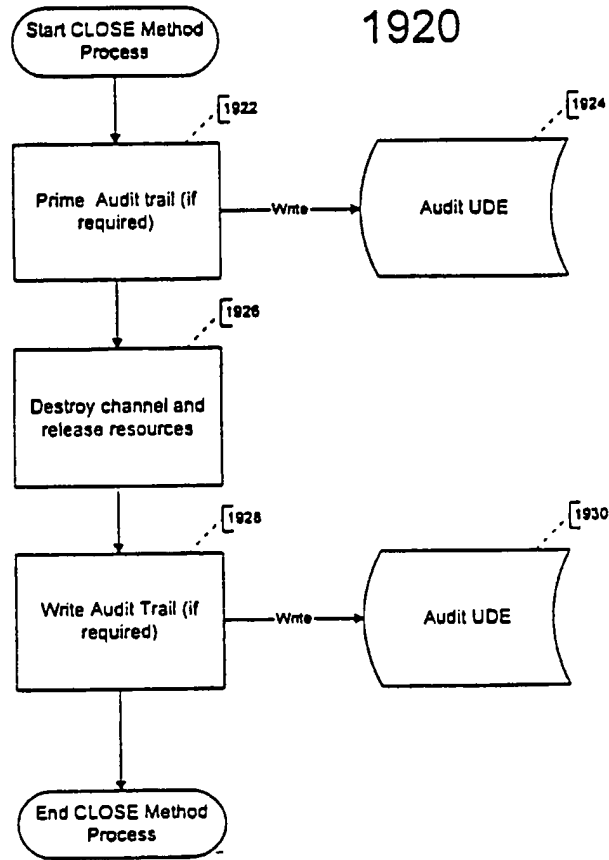 1920
Start CLOSE Method
Process
1922
1924
Prime Audit trail (if
required)
Write
Audit UDE
1926
Destroy channel and
release resources
1928
1930
Write Audit Trail (if
required)
Write
Audit UDE
End CLOSE Method
Process